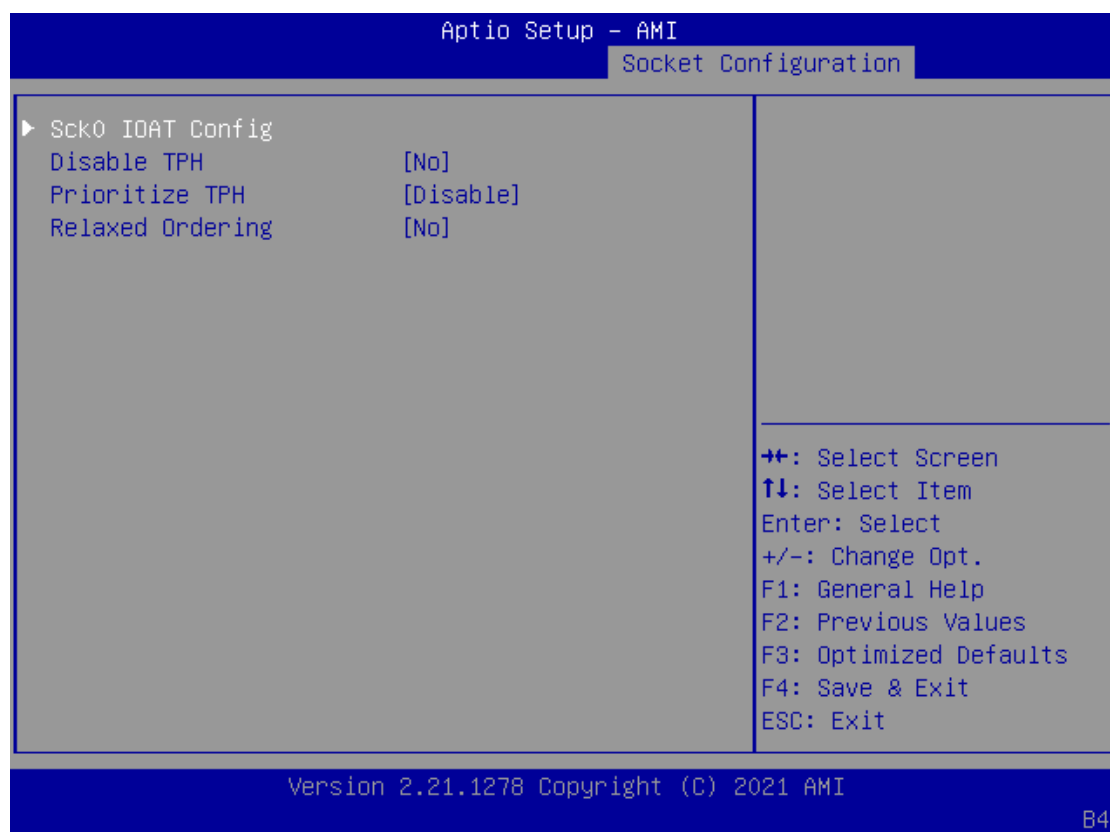 Aptio Setup – AMI
Socket Configuration
Sck0 IOAT Config
Disable TPH [No]
Prioritize TPH [Disable]
Relaxed Ordering [No]
→←: Select Screen
↑↓: Select Item
Enter: Select
+/-: Change Opt.
F1: General Help
F2: Previous Values
F3: Optimized Defaults
F4: Save & Exit
ESC: Exit
Version 2.21.1278 Copyright (C) 2021 AMI
B4